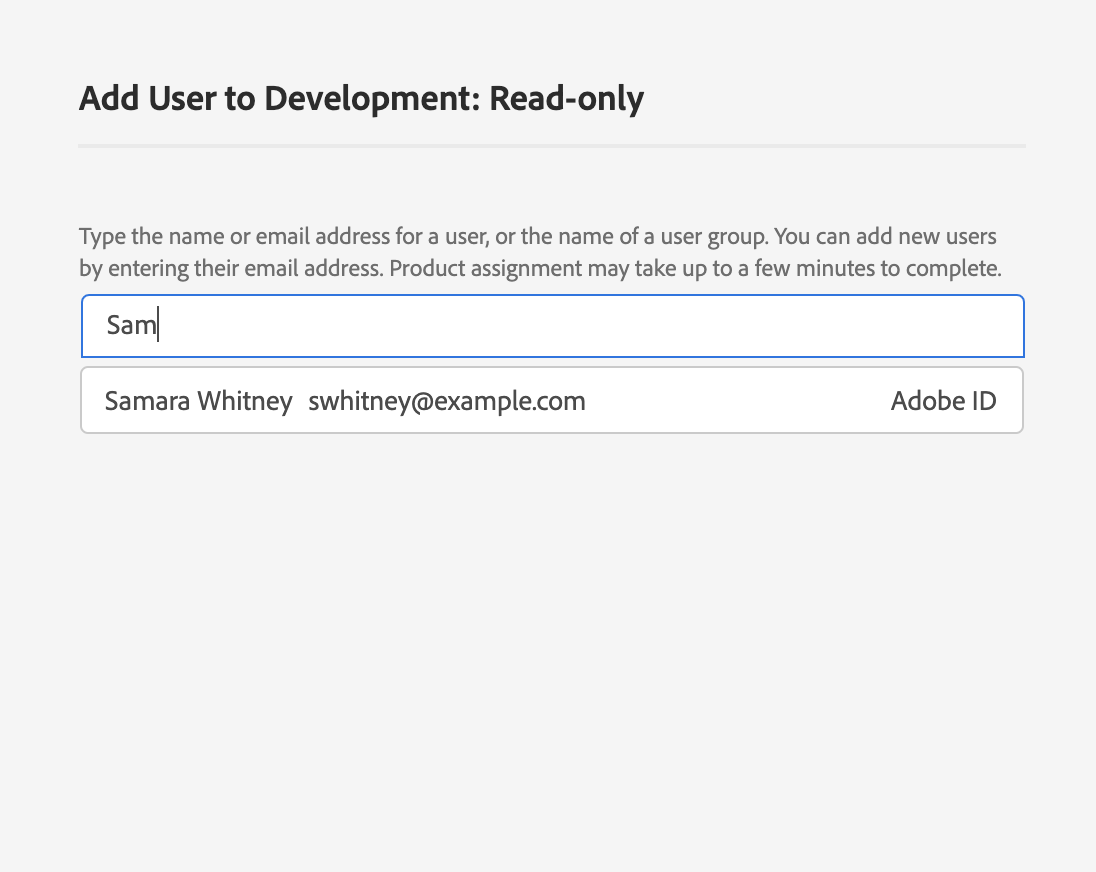 Add User to Development: Read-only
Type the name or email address for a user, or the name of a user group. You can add new users
by entering their email address. Product assignment may take up to a few minutes to complete.
Sam
Samara Whitney swhitney@example.com Adobe ID